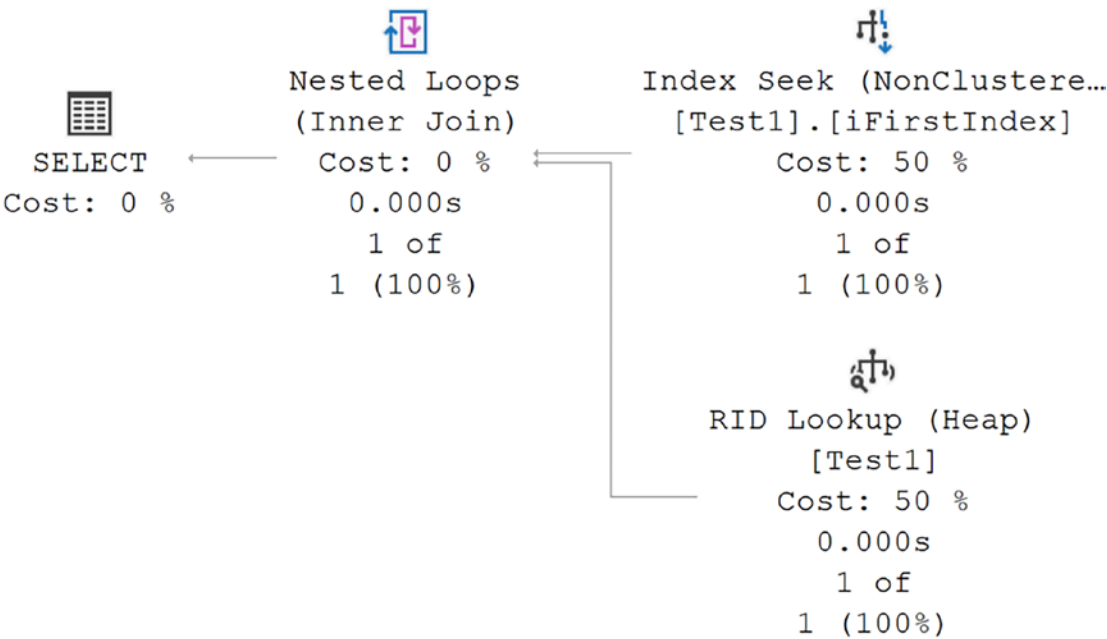 SELECT
Cost: 0 %
Nested Loops
(Inner Join)
Cost: 0 %
0.000s
1 of
1 (100%)
Index Seek (NonClustere…
[Test1].[iFirstIndex]
Cost: 50 %
0.000s
1 of
1 (100%)
RID Lookup (Heap)
[Test1]
Cost: 50 %
0.000s
1 of
1 (100%)